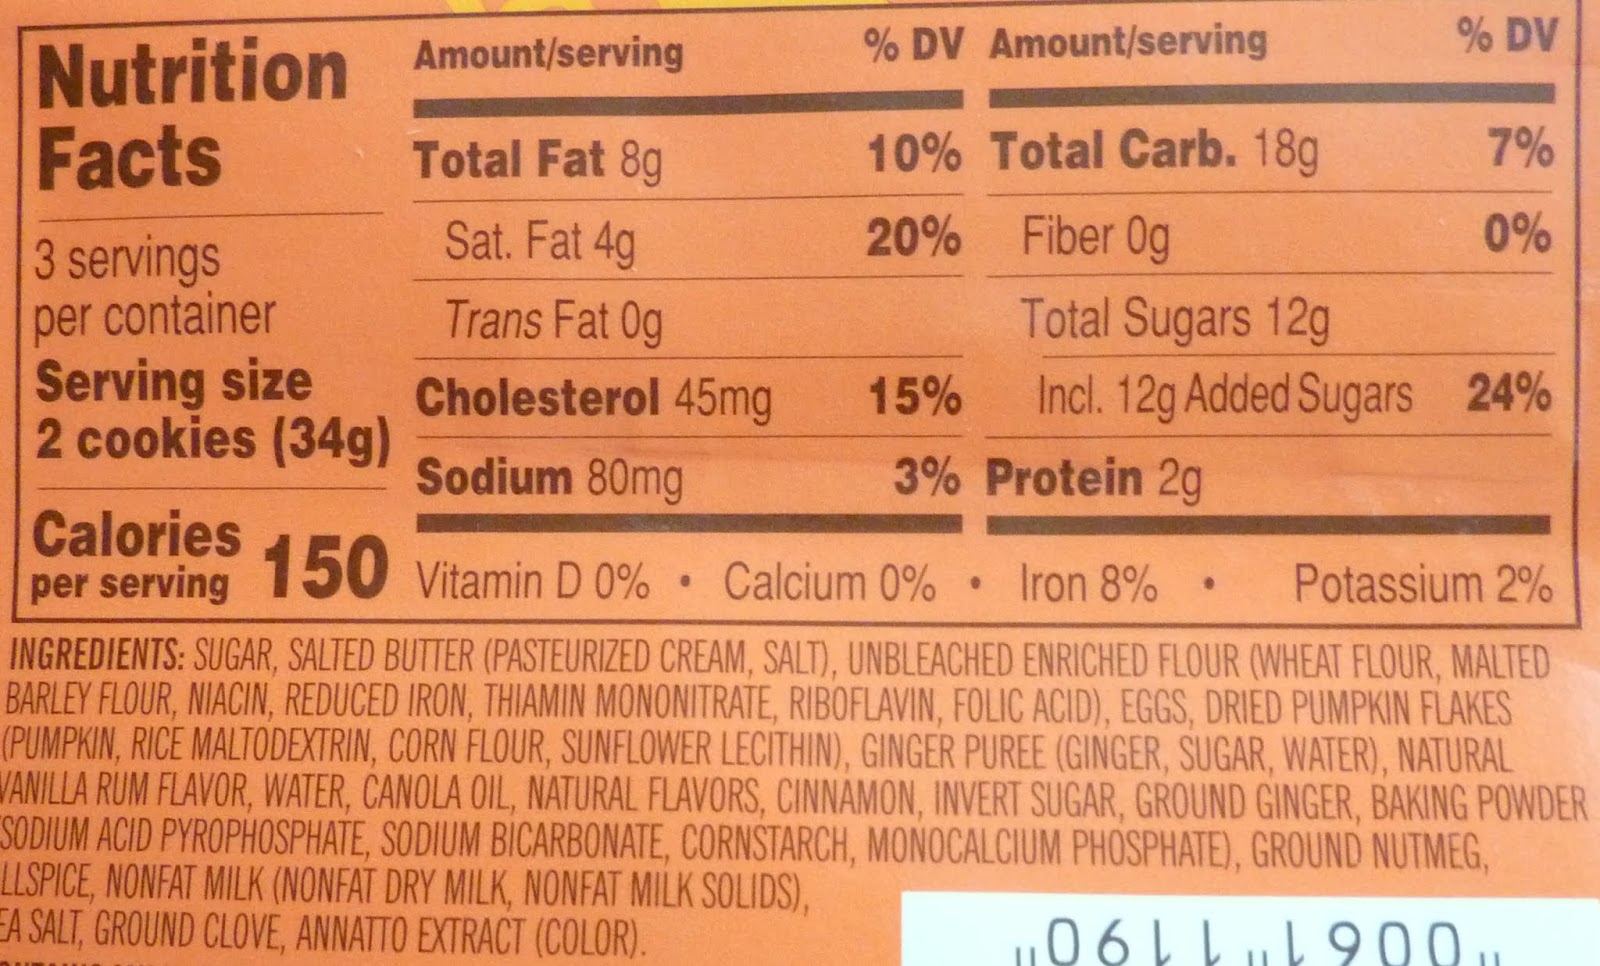 Nutrition
Facts
3 servings
per container
Serving size
2 cookies (34g)
Calories
per serving 150
Amount/serving % DV
Total Fat 8g 10%
Sat. Fat 4g 20%
Trans Fat 0g
Cholesterol 45mg 15%
Sodium 80mg 3%
Amount/serving % DV
Total Carb. 18g 7%
Fiber 0g 0%
Total Sugars 12g
Incl. 12g Added Sugars 24%
Protein 2g
Vitamin D 0% • Calcium 0% • Iron 8% • Potassium 2%
INGREDIENTS: SUGAR, SALTED BUTTER (PASTEURIZED CREAM, SALT), UNBLEACHED ENRICHED FLOUR (WHEAT FLOUR, MALTED
BARLEY FLOUR, NIACIN, REDUCED IRON, THIAMIN MONONITRATE, RIBOFLAVIN, FOLIC ACID), EGGS, DRIED PUMPKIN FLAKES
(PUMPKIN, RICE MALTODEXTRIN, CORN FLOUR, SUNFLOWER LECITHIN), GINGER PUREE (GINGER, SUGAR, WATER), NATURAL
VANILLA RUM FLAVOR, WATER, CANOLA OIL, NATURAL FLAVORS, CINNAMON, INVERT SUGAR, GROUND GINGER, BAKING POWDER
SODIUM ACID PYROPHOSPHATE, SODIUM BICARBONATE, CORNSTARCH, MONOCALCIUM PHOSPHATE), GROUND NUTMEG,
LLSPICE, NONFAT MILK (NONFAT DRY MILK, NONFAT MILK SOLIDS),
EA SALT, GROUND CLOVE, ANNATTO EXTRACT (COLOR).